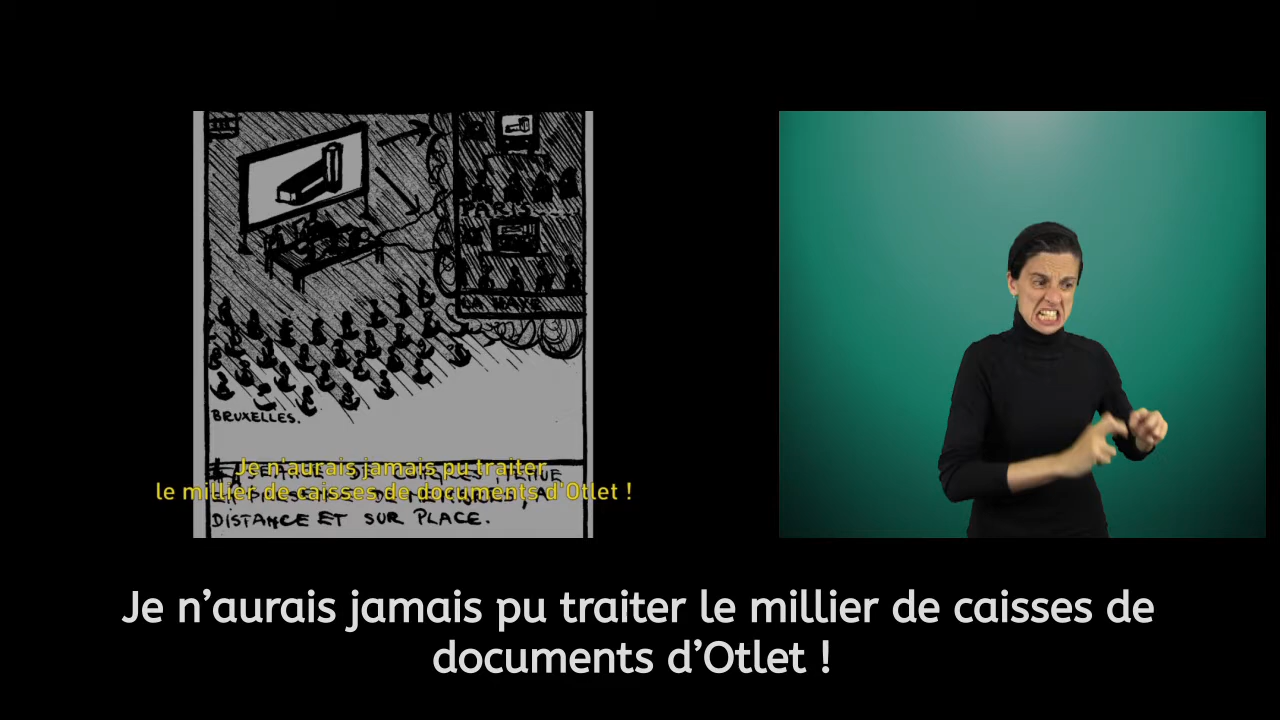 PARIS
LA HAYE
BRUXELLES.
Je n'aurais jamais pu traiter
le millier de caisses de documents d'Otlet !
DISTANCE ET SUR PLACE.
Je n’aurais jamais pu traiter le millier de caisses de
documents d’Otlet !